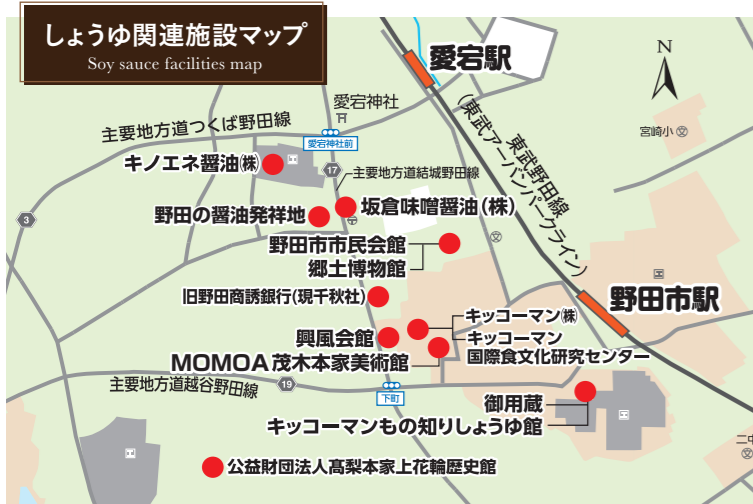 しょうゆ関連施設マップ
Soy sauce facilities map
愛宕駅
N
愛宕神社
主要地方道つくば野田線
愛宕神社前
宮崎小 文
東武野田線
(東武アーバンパークライン)
キノエネ醤油㈱
17
主要地方道結城野田線
坂倉味噌醤油(株)
野田の醤油発祥地
3
文
野田市市民会館
郷土博物館
旧野田商誘銀行(現千秋社)
野田市駅
キッコーマン㈱
興風会館
キッコーマン
国際食文化研究センター
MOMOA茂木本家美術館
主要地方道越谷野田線
19
下町
御用蔵
キッコーマンもの知りしょうゆ館
二中
文
公益財団法人髙梨本家上花輪歴史館